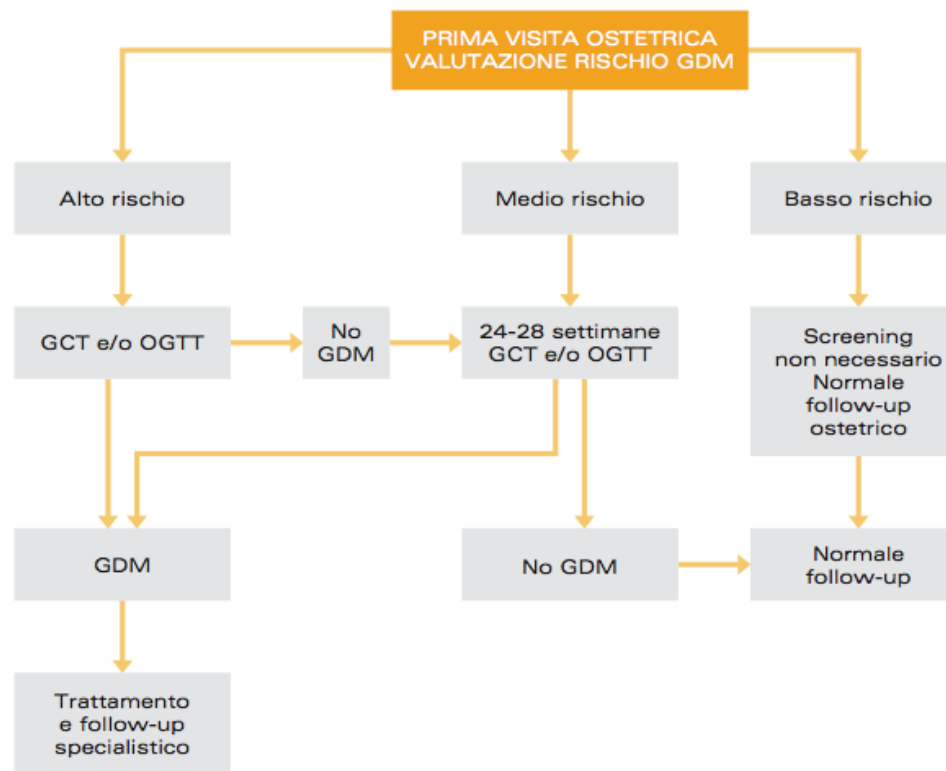 PRIMA VISITA OSTETRICA
VALUTAZIONE RISCHIO GDM
Alto rischio
Medio rischio
Basso rischio
GCT e/o OGTT
No
GDM
24-28 settimane
GCT e/o OGTT
Screening
non necessario
Normale
follow-up
ostetrico
GDM
No GDM
Normale
follow-up
Trattamento
e follow-up
specialistico